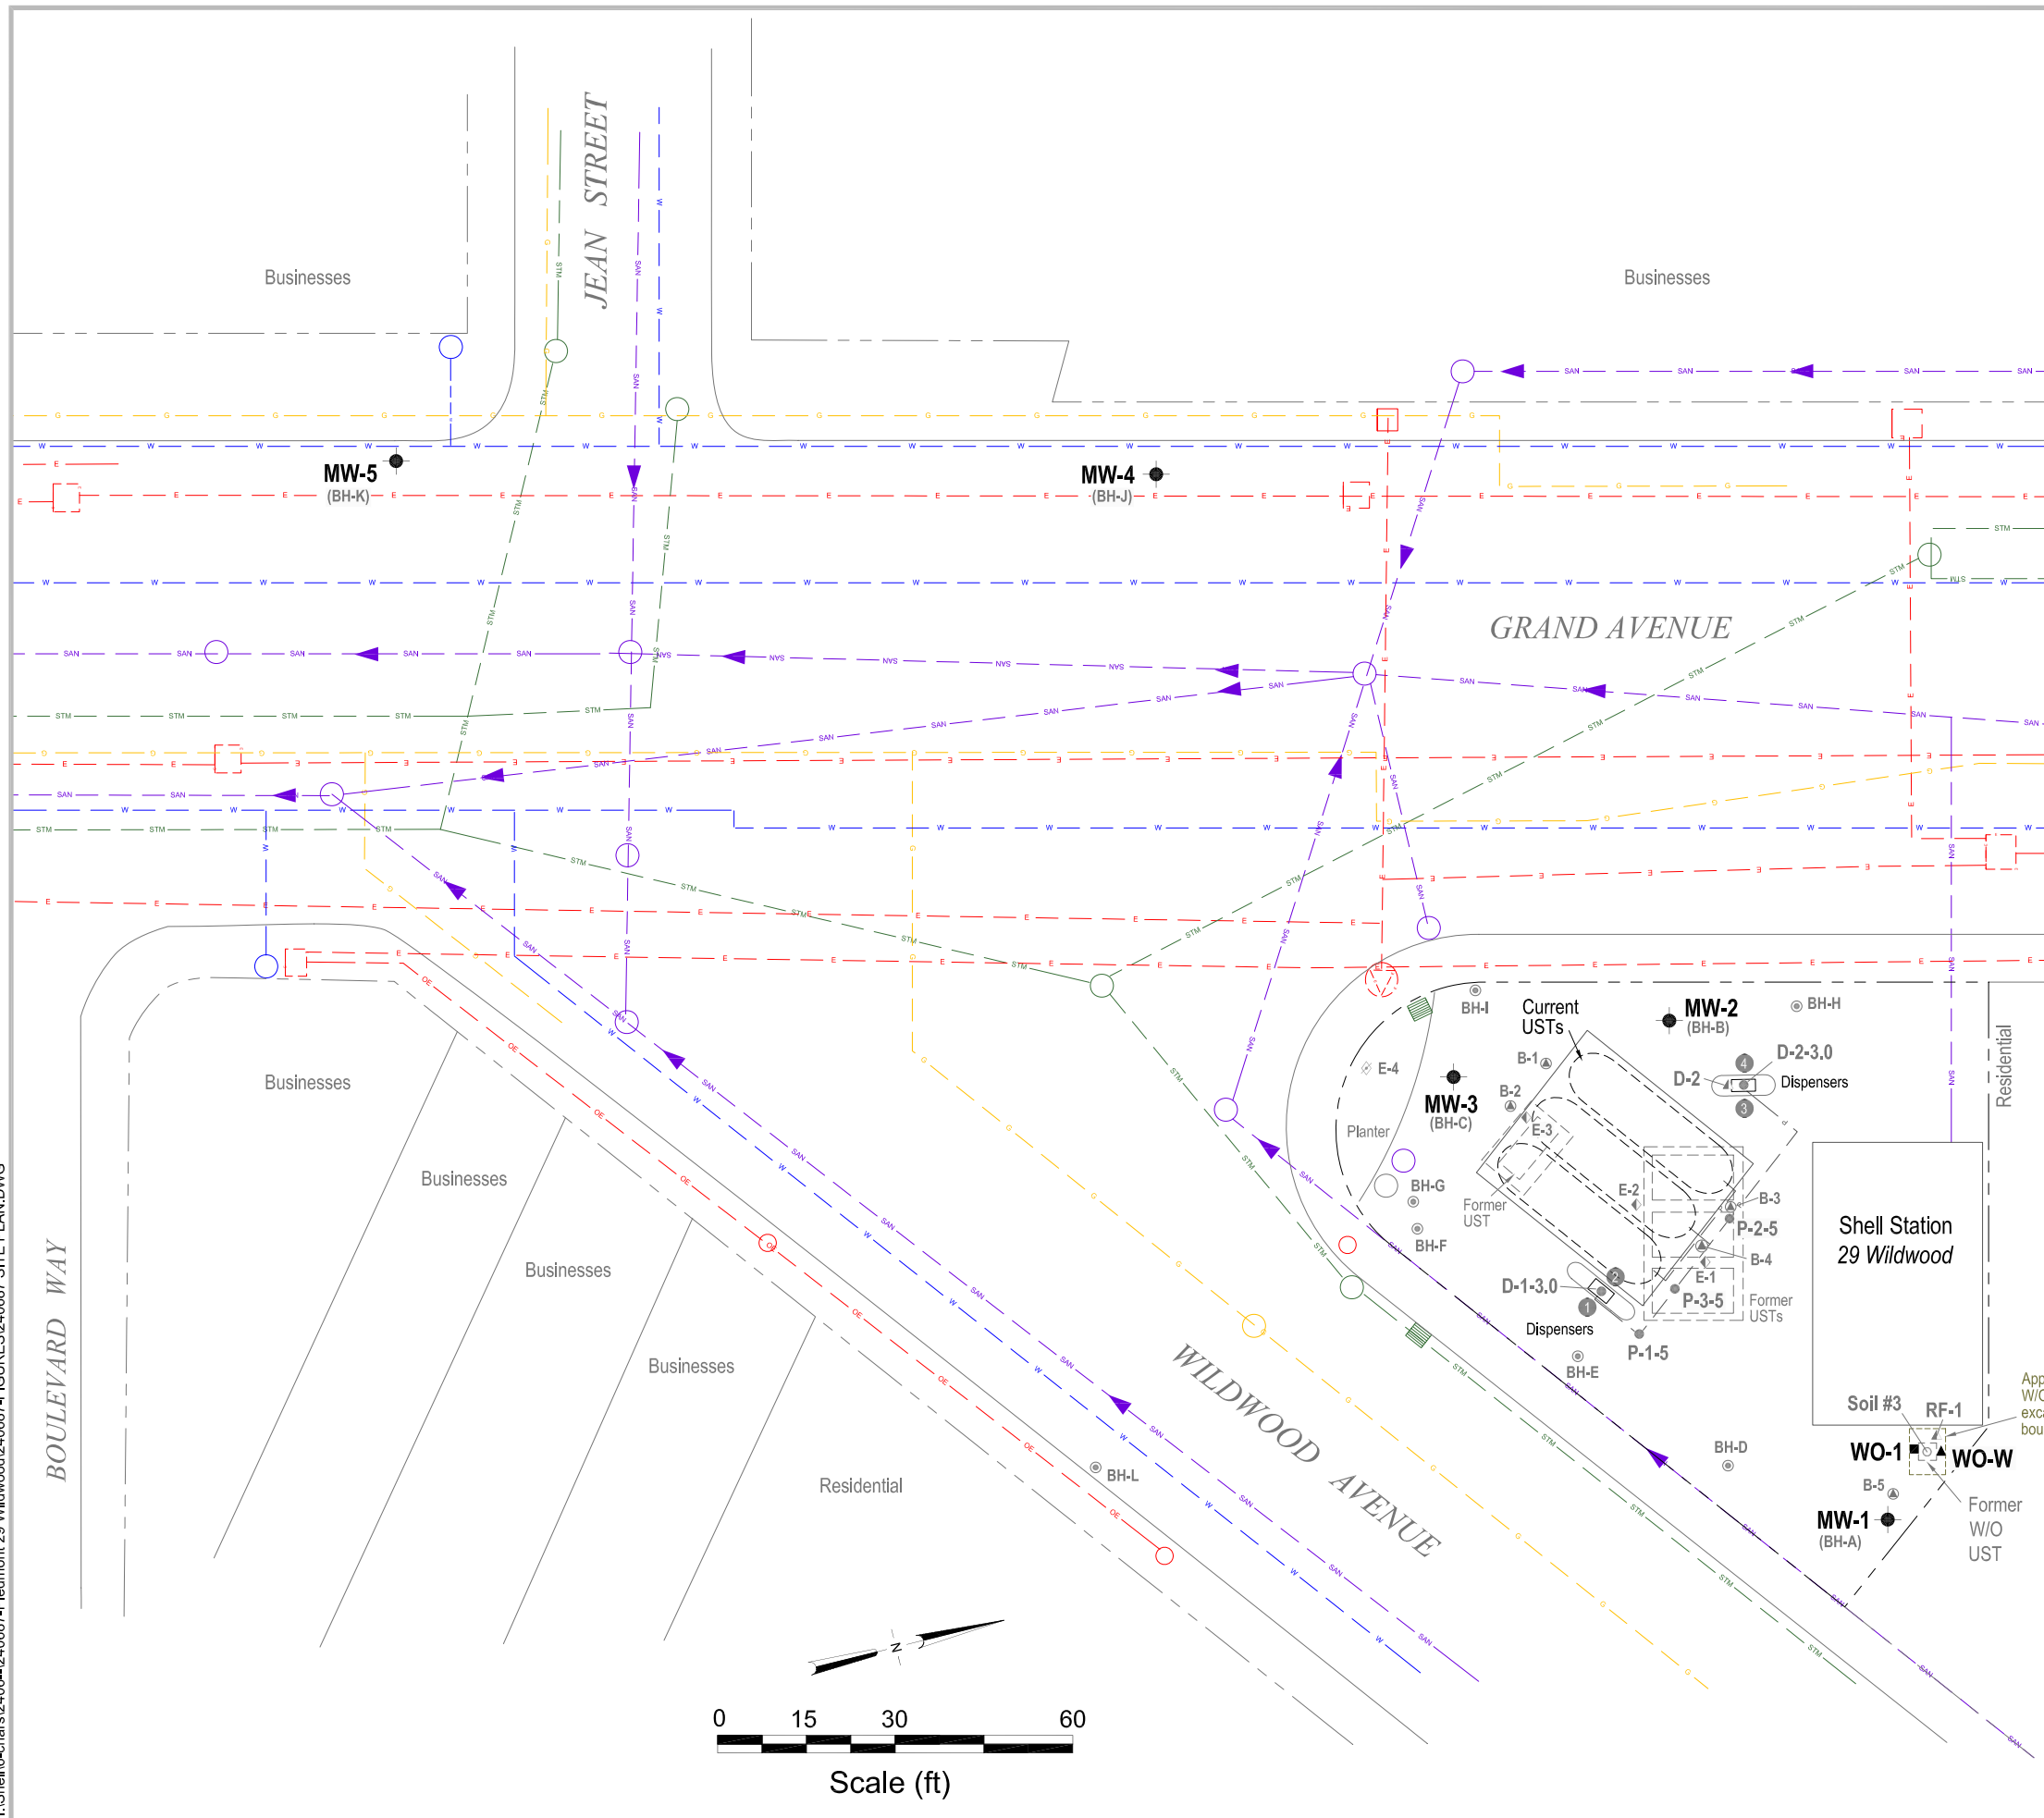 JEAN STREET
Businesses
Businesses
MW-5
(BH-K)
MW-4
(BH-J)
GRAND AVENUE
BH-I
Current
USTs
MW-2
(BH-B)
BH-H
Residential
B-1
D-2-3.0
4
D-2
Dispensers
3
E-4
B-2
MW-3
(BH-C)
E-3
Planter
BH-G
Former
UST
E-2
B-3
P-2-5
BH-F
B-4
E-1
D-1-3.0
2
1
P-3-5
Former
USTs
Dispensers
P-1-5
BH-E
Shell Station
29 Wildwood
Soil #3
RF-1
WO-1
WO-W
BH-D
B-5
MW-1
(BH-A)
Former
W/O
UST
Businesses
Businesses
Businesses
Businesses
Residential
BOULEVARD WAY
WILDWOOD AVENUE
BH-L
N
0 15 30 60
Scale (ft)